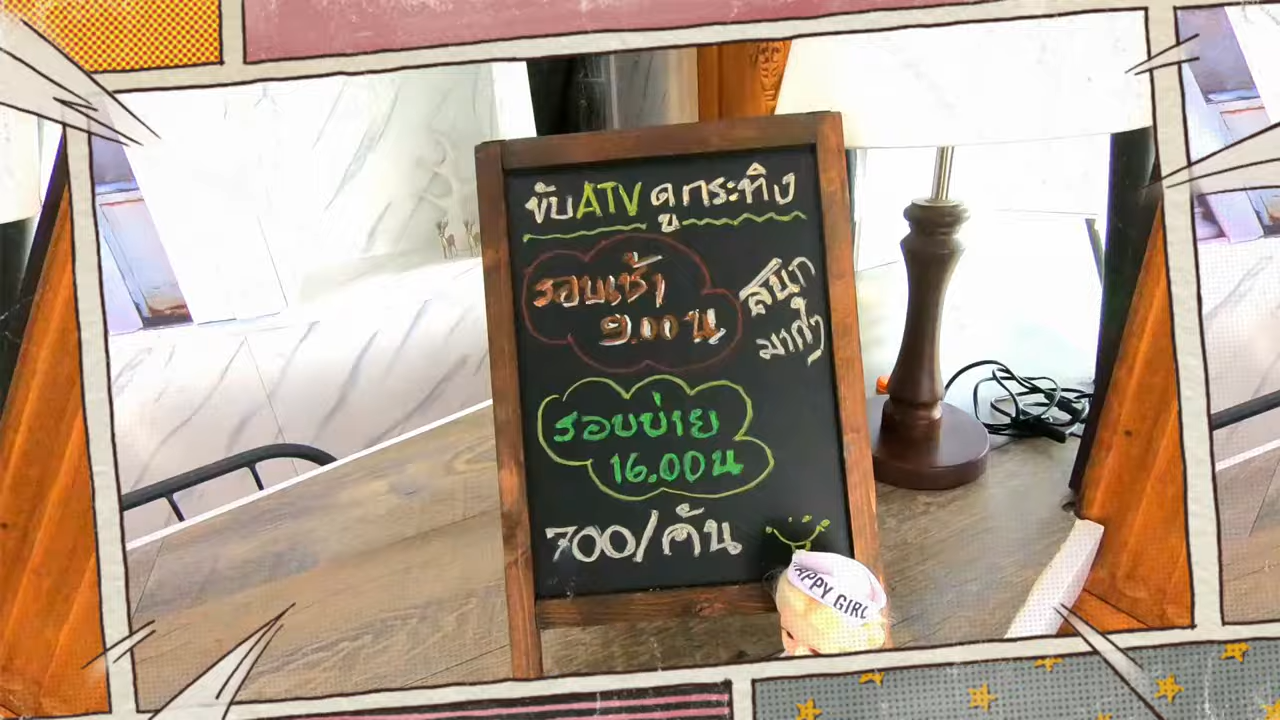 ขับATV ดูกระทิง
รอบเช้า
9.00 น
สนุก
มากๆ
รอบบ่าย
16.00 น
700/คัน
HAPPY GIRL